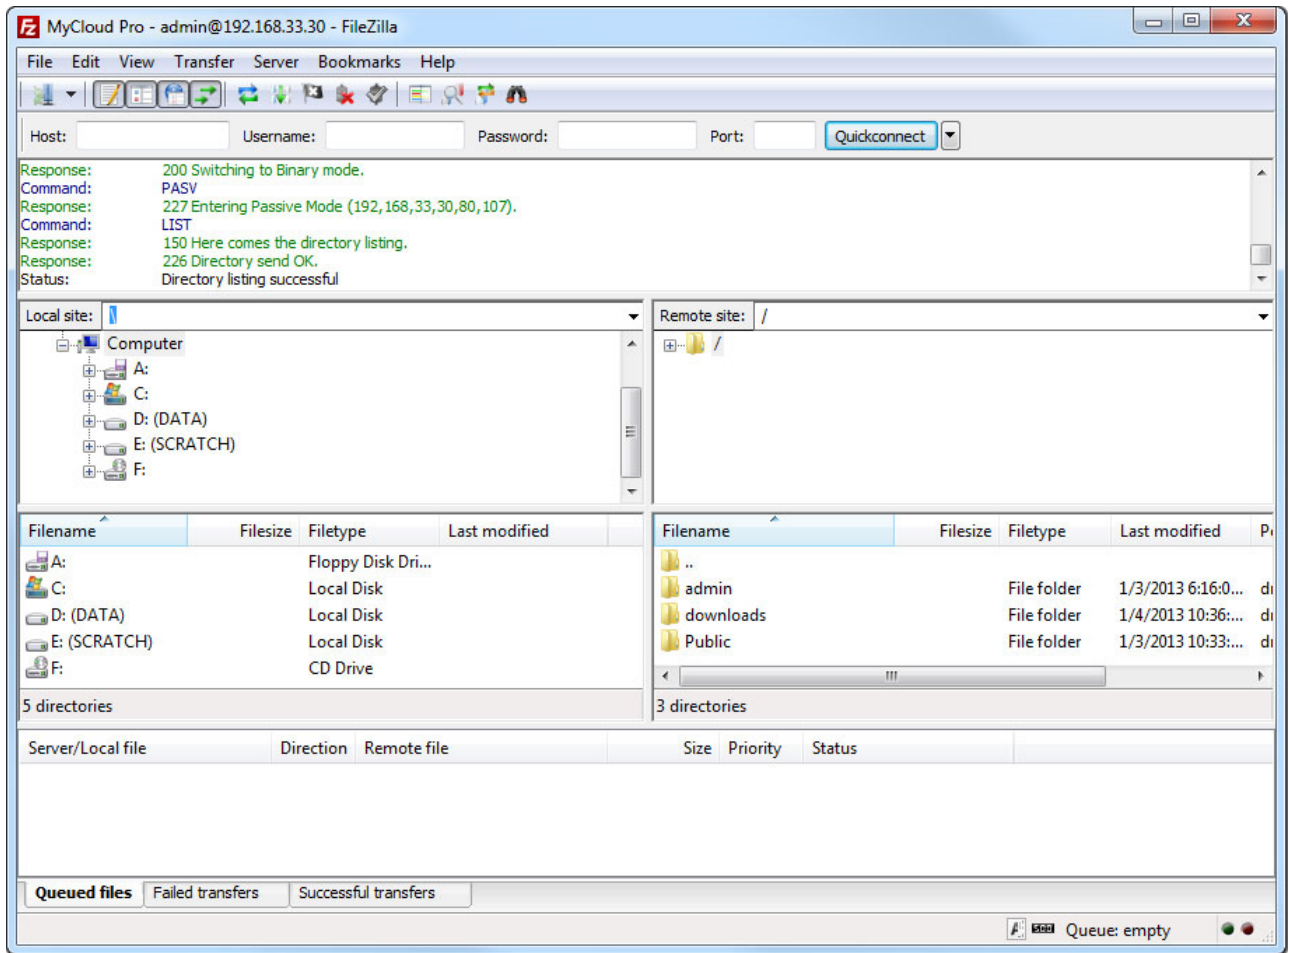 MyCloud Pro - admin@192.168.33.30 - FileZilla
File Edit View Transfer Server Bookmarks Help
Host: Username: Password: Port: Quickconnect
Response: 200 Switching to Binary mode.
Command: PASV
Response: 227 Entering Passive Mode (192,168,33,30,80,107).
Command: LIST
Response: 150 Here comes the directory listing.
Response: 226 Directory send OK.
Status: Directory listing successful
Local site: \
Computer
A:
C:
D: (DATA)
E: (SCRATCH)
F:
Remote site: /
/
Filename Filesize Filetype Last modified
A: Floppy Disk Dri...
C: Local Disk
D: (DATA) Local Disk
E: (SCRATCH) Local Disk
F: CD Drive
5 directories
Filename Filesize Filetype Last modified
..
admin File folder 1/3/2013 6:16:0...
downloads File folder 1/4/2013 10:36:...
Public File folder 1/3/2013 10:33:...
3 directories
Server/Local file Direction Remote file Size Priority Status
Queued files Failed transfers Successful transfers
Queue: empty